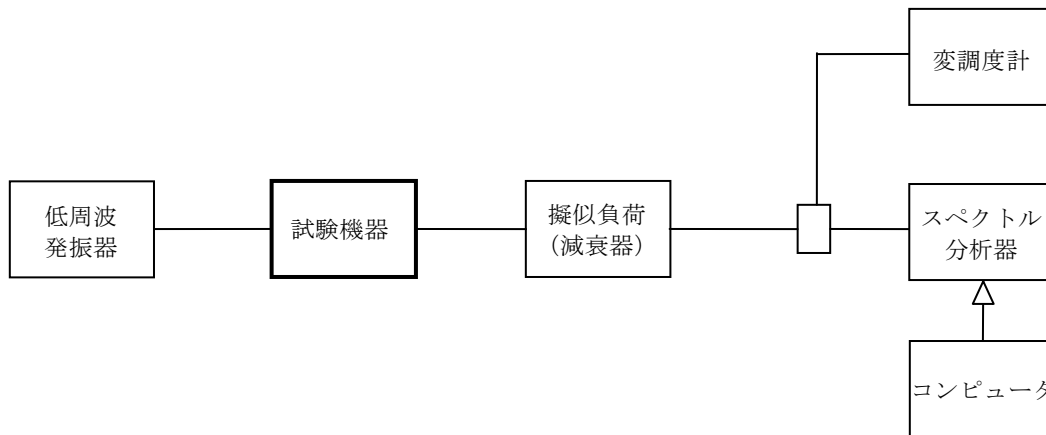 変調度計
低周波
発振器
試験機器
擬似負荷
(減衰器)
スペクトル
分析器
コンピュータ